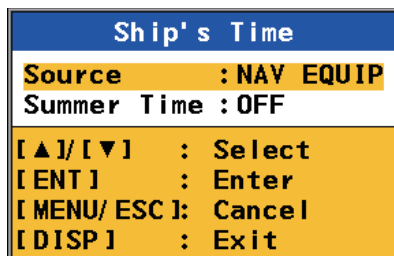 Ship's Time
Source :NAV EQUIP
Summer Time :OFF
[▲]/[▼] : Select
[ENT] : Enter
[MENU/ESC]: Cancel
[DISP] : Exit